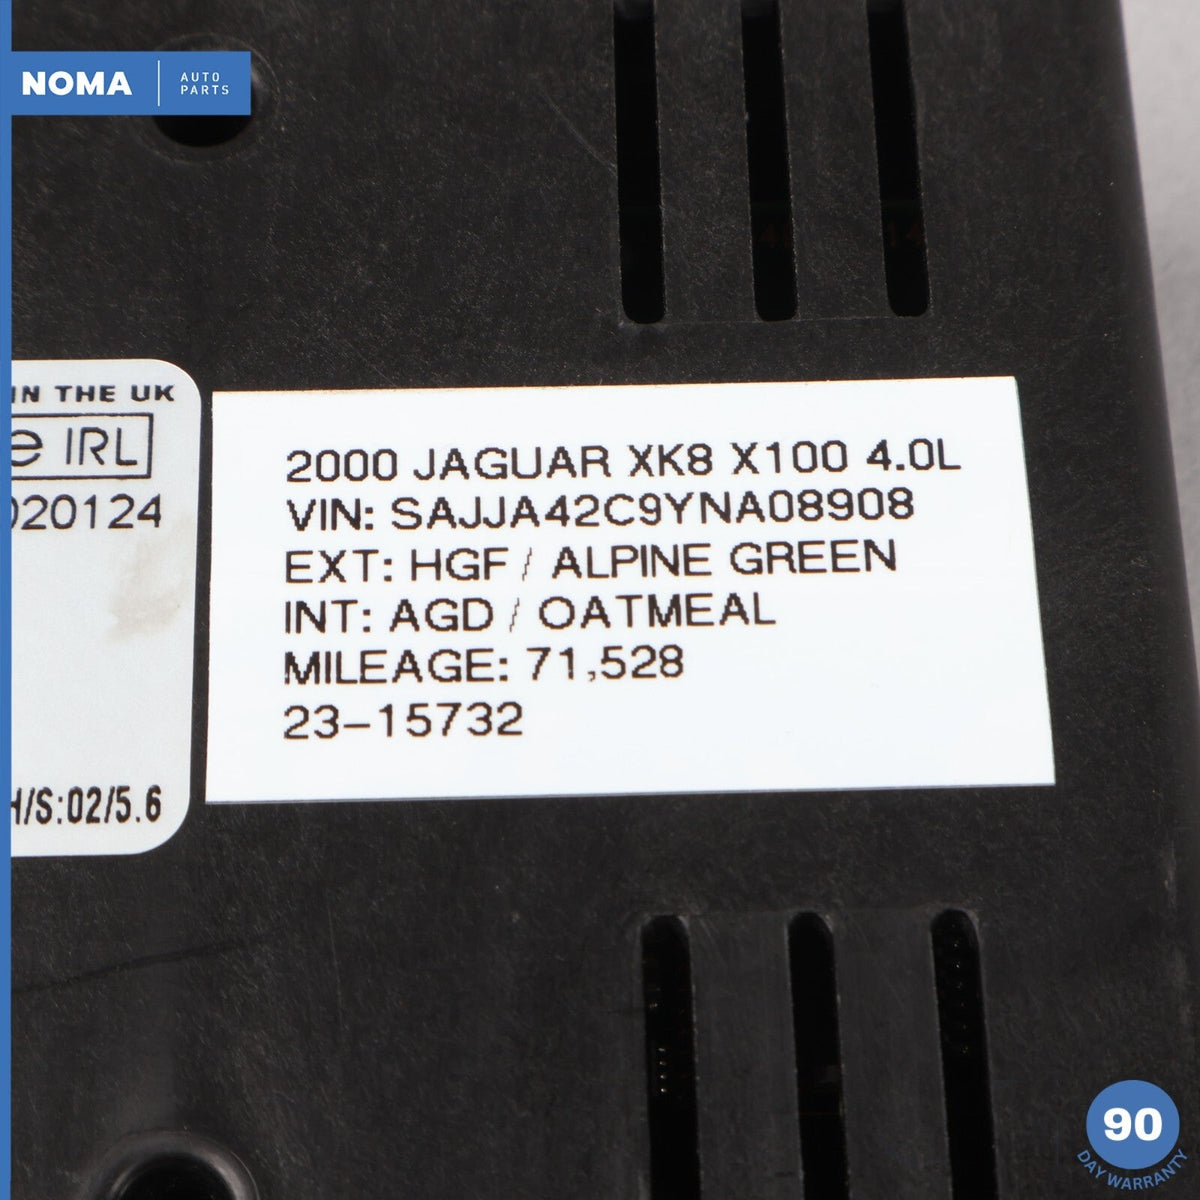 NOMA AUTO
PARTS
IN THE UK
e IRL
020124
H/S:02/5.6
2000 JAGUAR XK8 X100 4.0L
VIN: SAJJA42C9YNA08908
EXT: HGF / ALPINE GREEN
INT: AGD / OATMEAL
MILEAGE: 71,528
23-15732
90
DAY WARRANTY